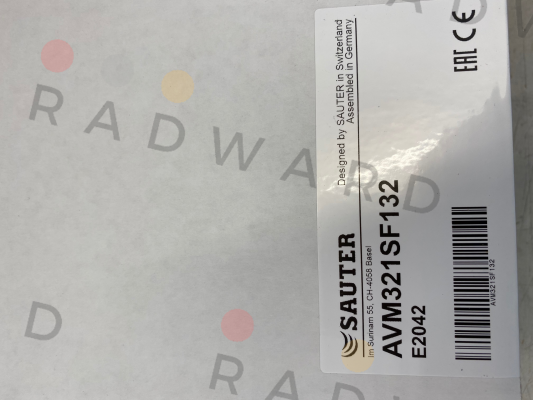 Designed by SAUTER in Switzerland
Assembled in Germany
EAC CE
SAUTER
Im Surinam 55, CH-4058 Basel
AVM321SF132
E2042
AVM321SF132
RADWARD
D
RAD